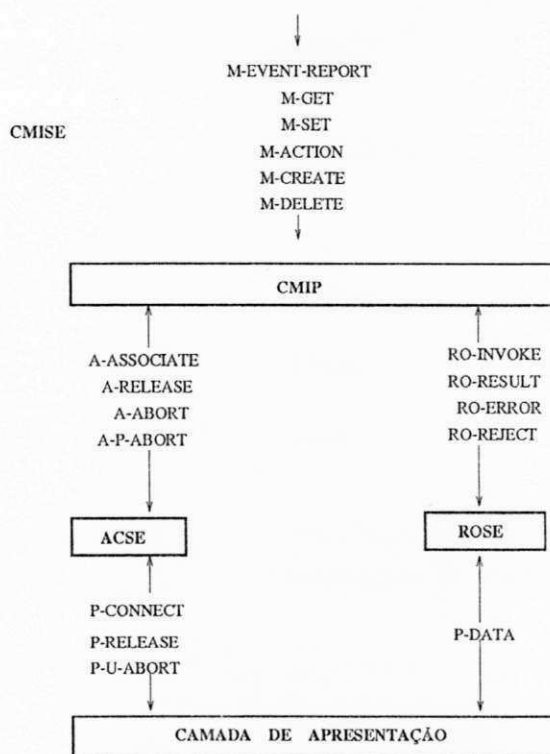 M-EVENT-REPORT
M-GET
M-SET
CMISE
M-ACTION
M-CREATE
M-DELETE
CMIP
A-ASSOCIATE
A-RELEASE
A-ABORT
A-P-ABORT
RO-INVOKE
RO-RESULT
RO-ERROR
RO-REJECT
ACSE
ROSE
P-CONNECT
P-RELEASE
P-U-ABORT
P-DATA
CAMADA DE APRESENTAÇÃO